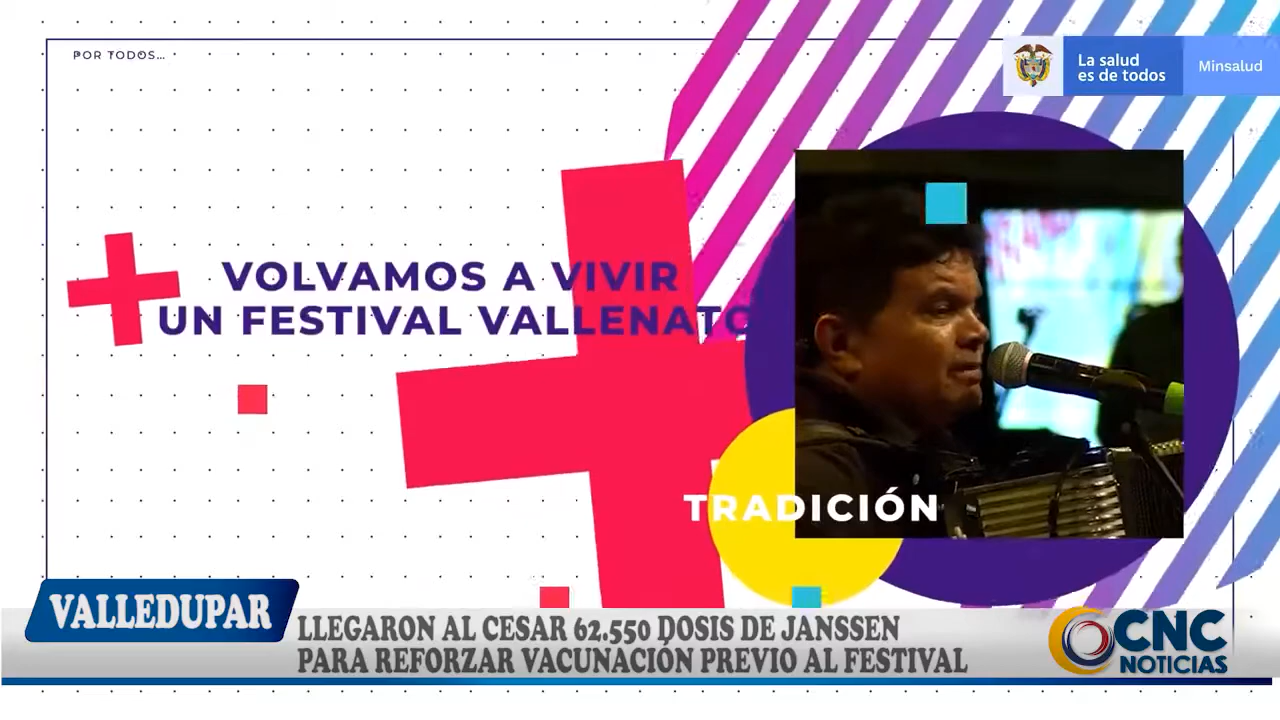 POR TODOS...
La salud
es de todos
Minsalud
VOLVAMOS A VIVIR
UN FESTIVAL VALLENATO
TRADICIÓN
VALLEDUPAR
LLEGARON AL CESAR 62.550 DOSIS DE JANSSEN
PARA REFORZAR VACUNACIÓN PREVIO AL FESTIVAL
CNC
NOTICIAS